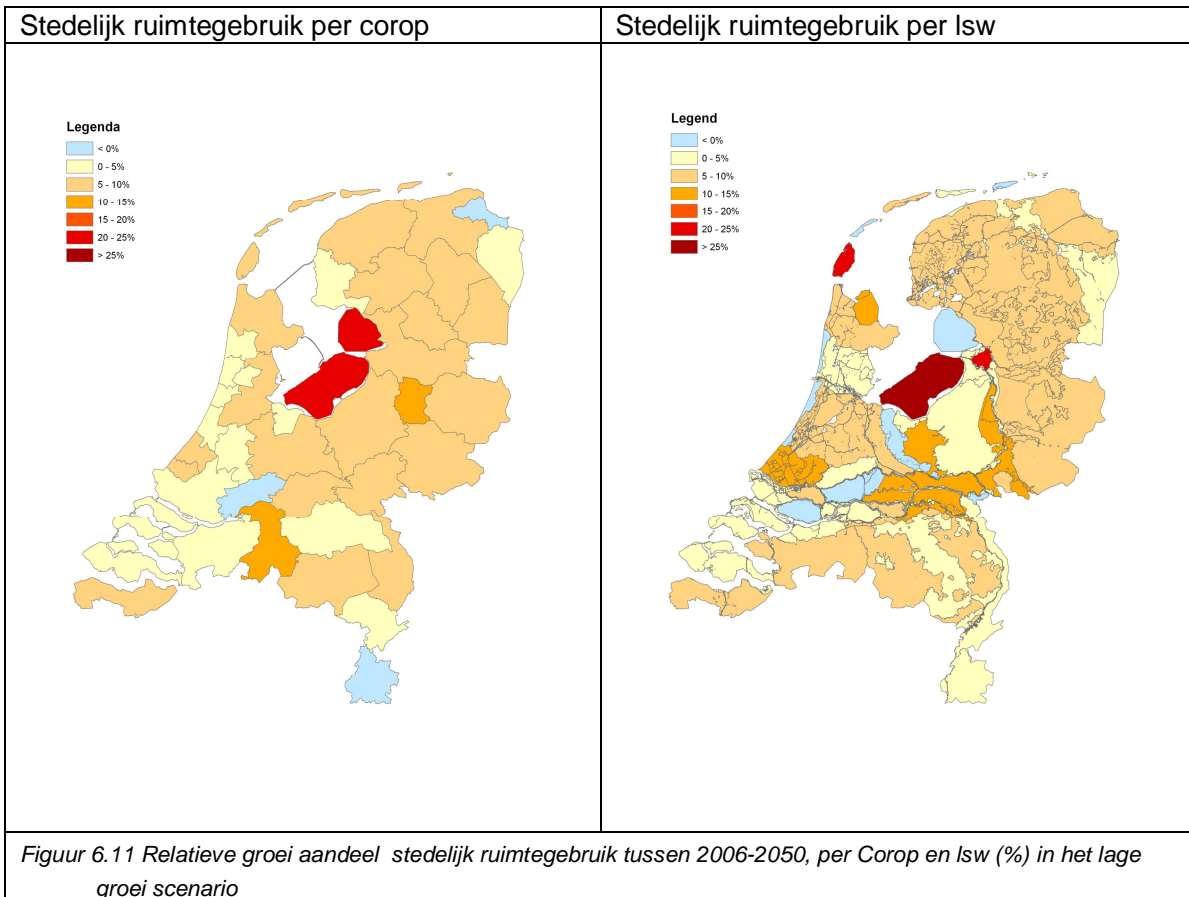 Stedelijk ruimtegebruik per corop
Stedelijk ruimtegebruik per lsw
Legenda
< 0%
0 - 5%
5 - 10%
10 - 15%
15 - 20%
20 - 25%
> 25%
Legend
< 0%
0 - 5%
5 - 10%
10 - 15%
15 - 20%
20 - 25%
> 25%
Figuur 6.11 Relatieve groei aandeel stedelijk ruimtegebruik tussen 2006-2050, per Corop en lsw (%) in het lage
groei scenario